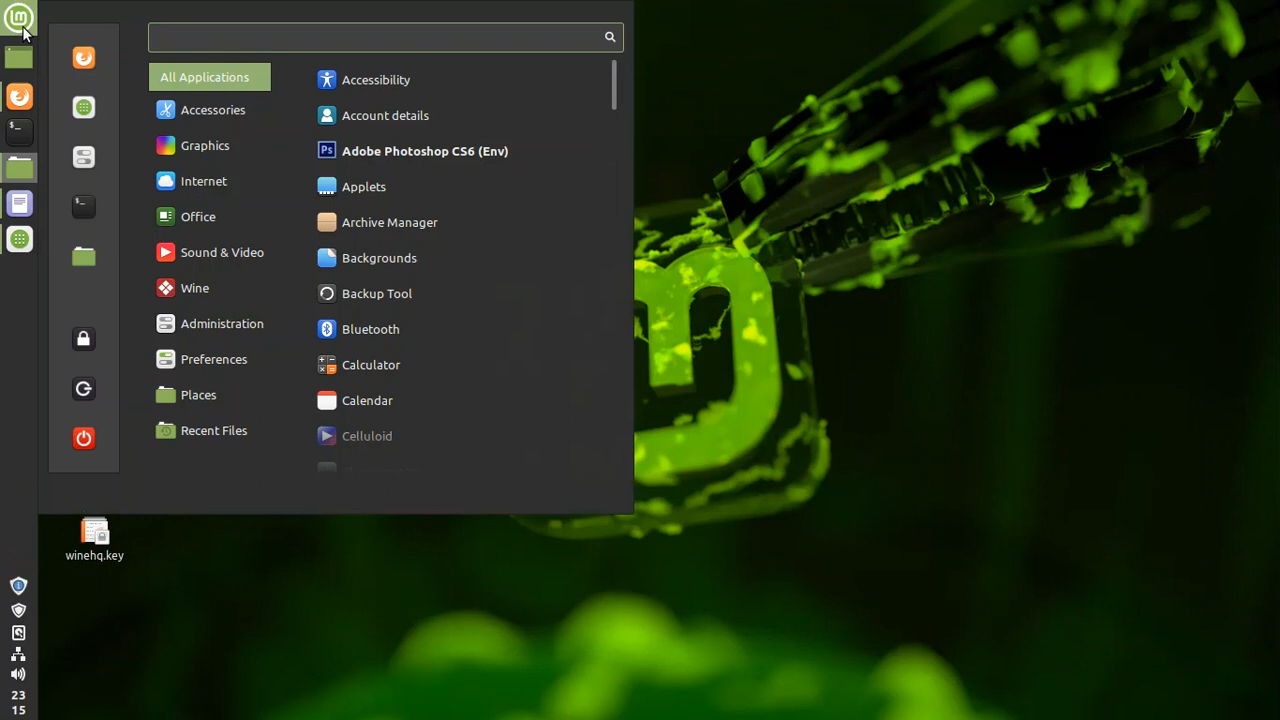 All Applications
Accessories
Graphics
Internet
Office
Sound & Video
Wine
Administration
Preferences
Places
Recent Files
Accessibility
Account details
Adobe Photoshop CS6 (Env)
Applets
Archive Manager
Backgrounds
Backup Tool
Bluetooth
Calculator
Calendar
Celluloid
winehq.key
23
15